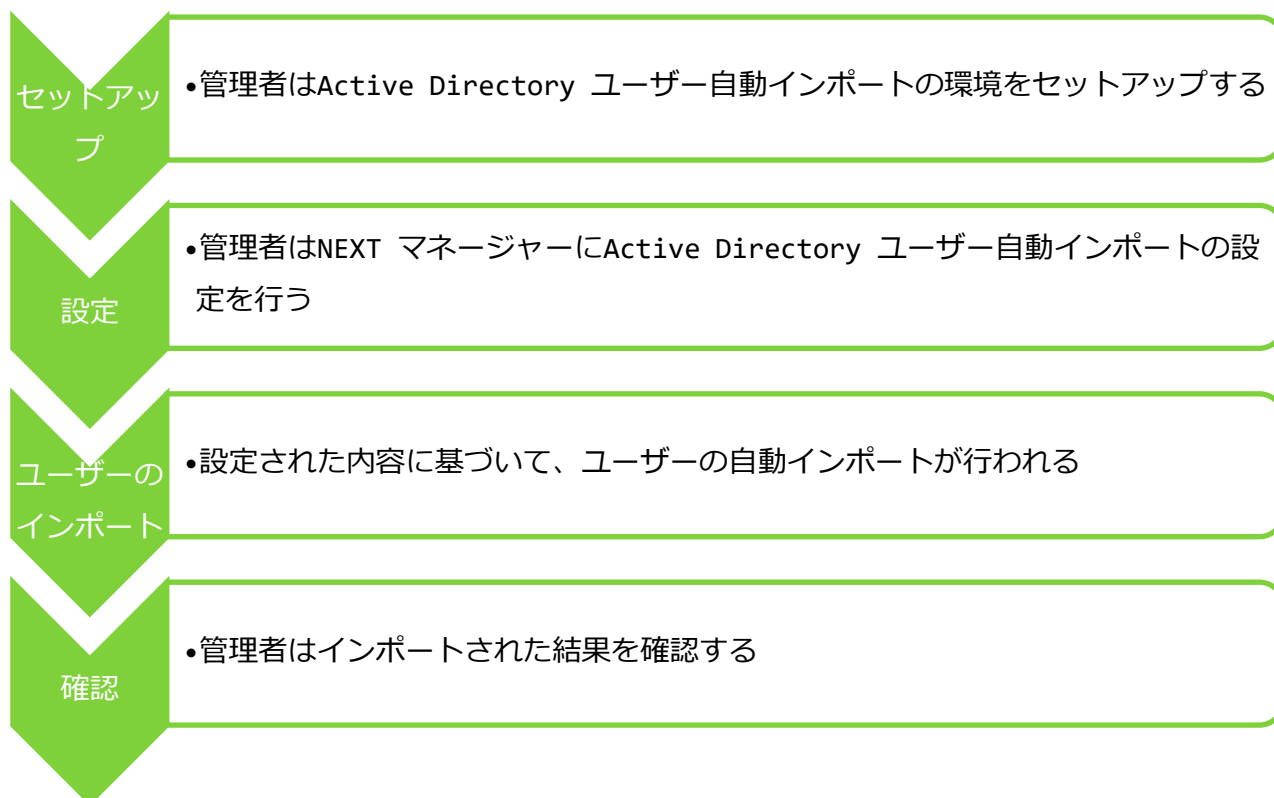 セットアッ
プ
•管理者はActive Directory ユーザー自動インポートの環境をセットアップする
設定
•管理者はNEXT マネージャーにActive Directory ユーザー自動インポートの設
定を行う
ユーザーの
インポート
•設定された内容に基づいて、ユーザーの自動インポートが行われる
確認
•管理者はインポートされた結果を確認する